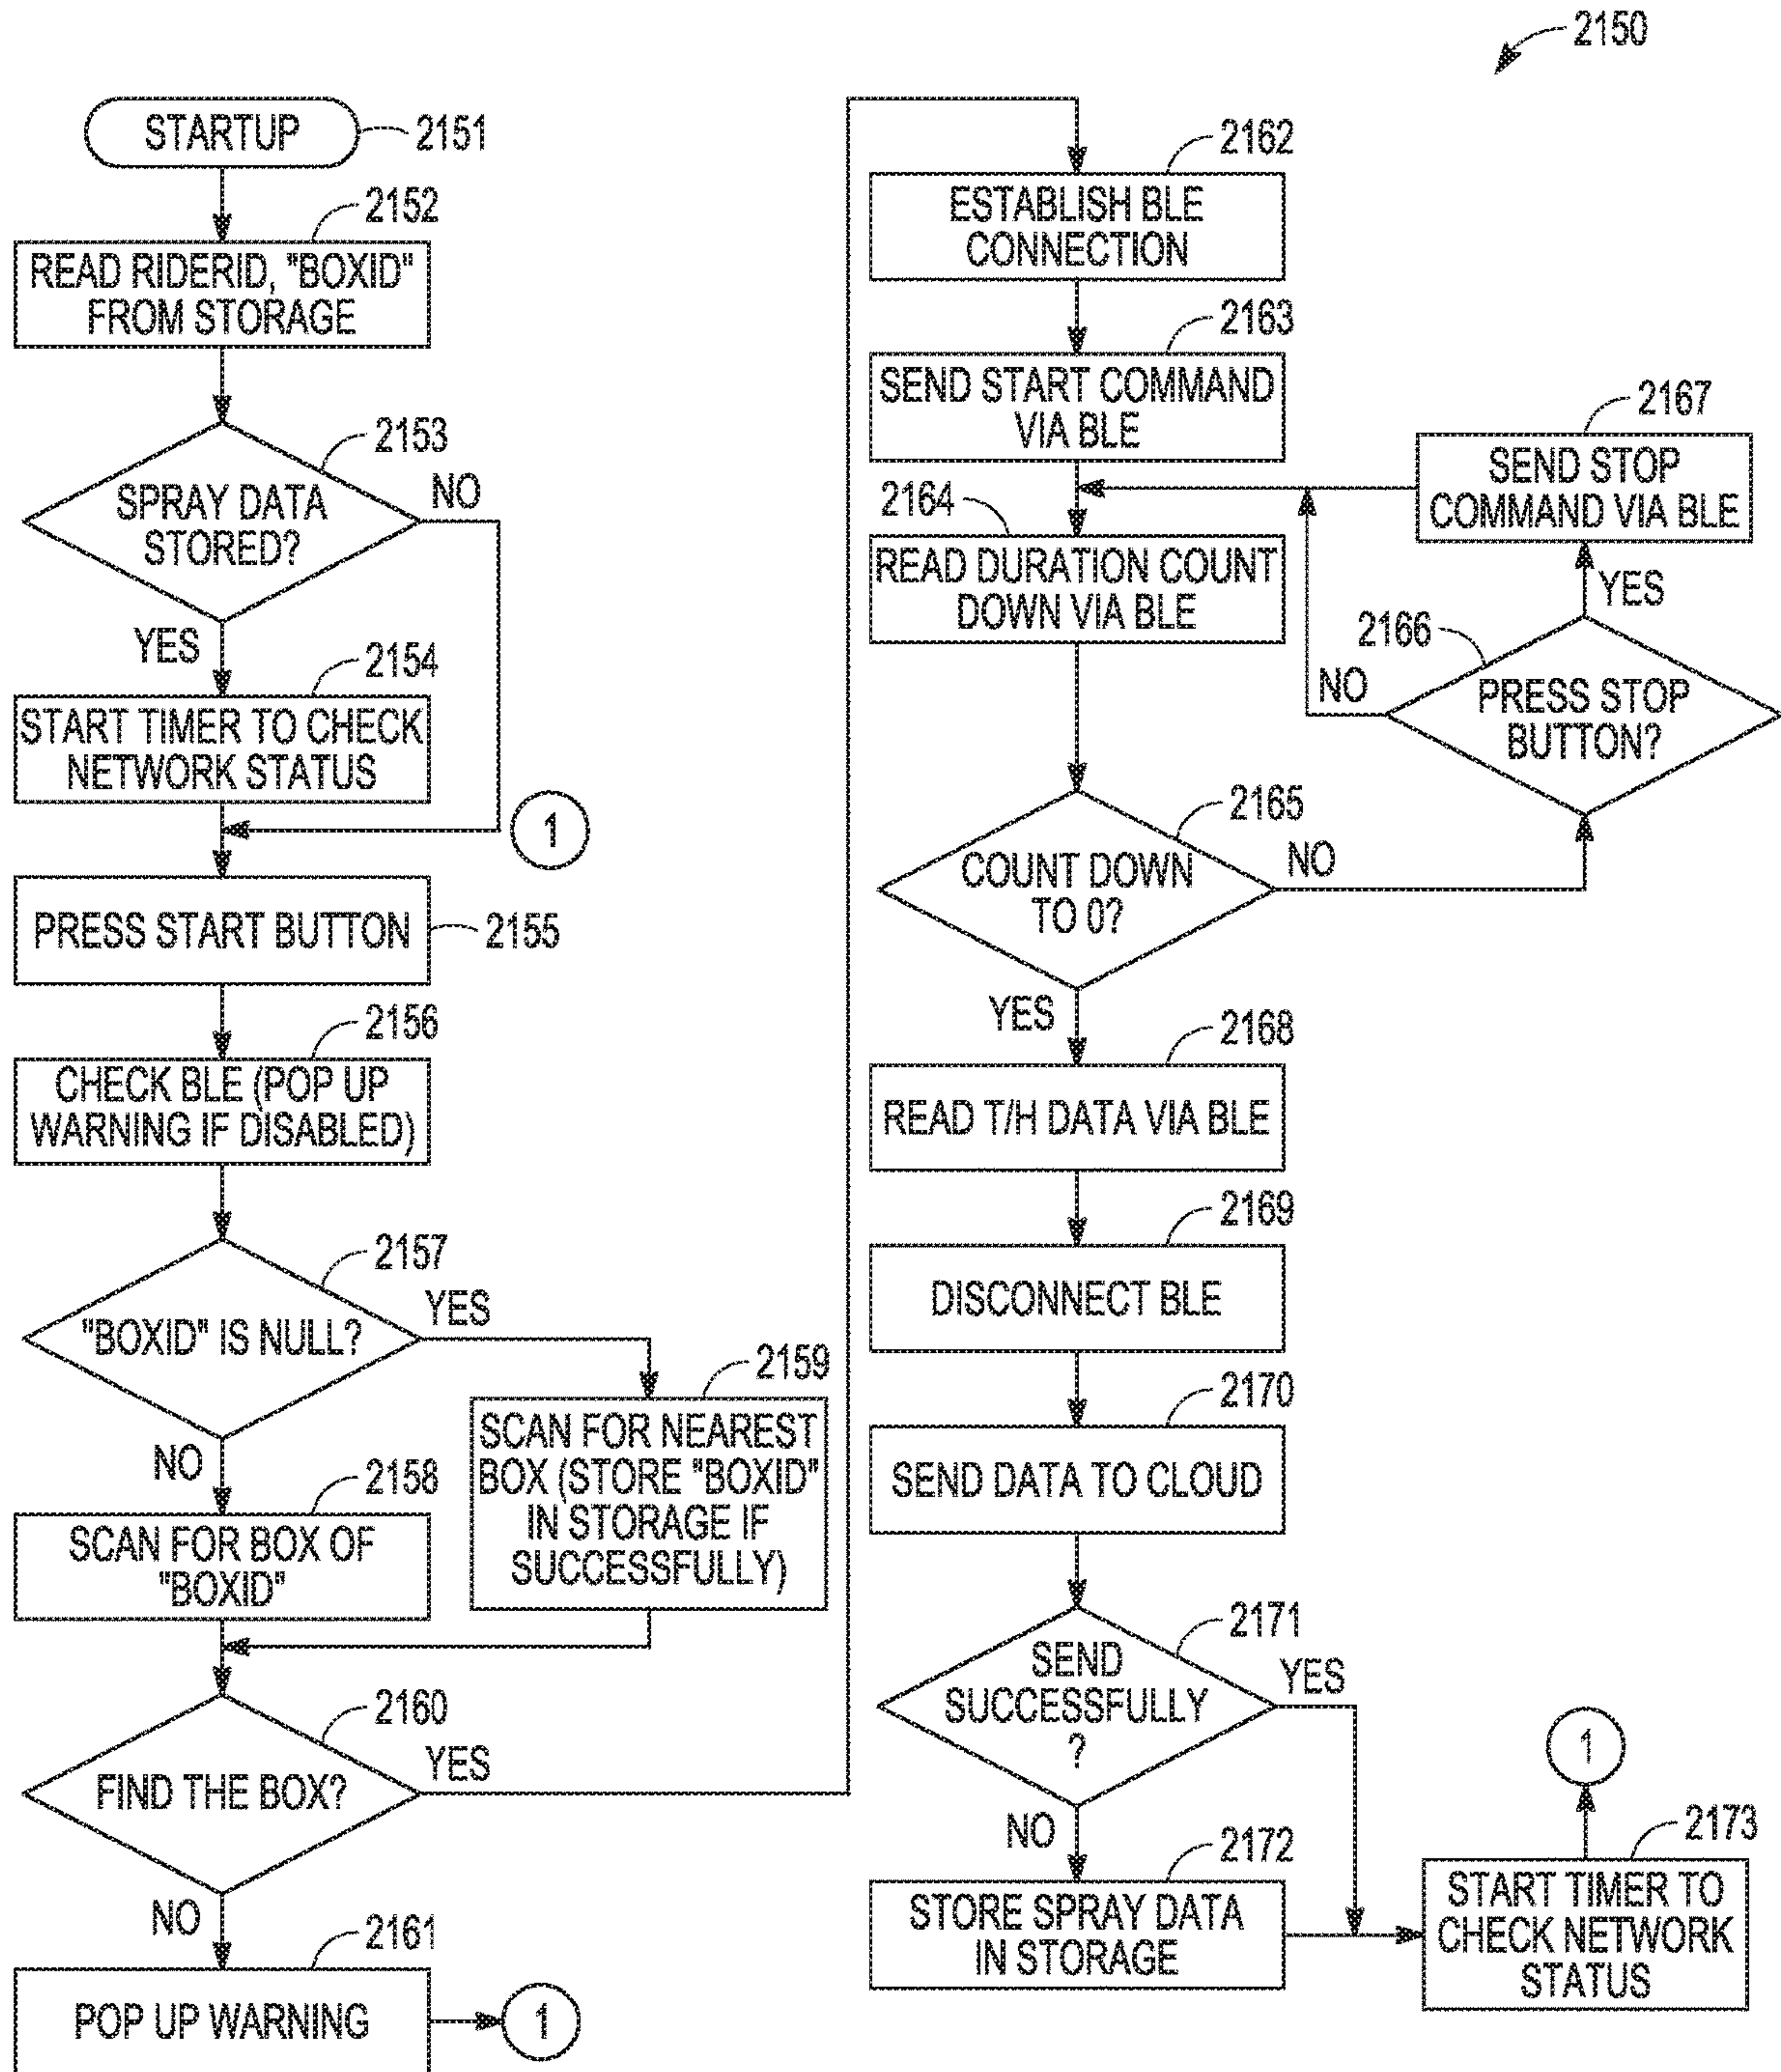 2150
STARTUP
2151
2152
READ RIDERID, "BOXID"
FROM STORAGE
2153
SPRAY DATA
STORED?
NO
YES
2154
START TIMER TO CHECK
NETWORK STATUS
1
PRESS START BUTTON
2155
2156
CHECK BLE (POP UP
WARNING IF DISABLED)
2157
"BOXID" IS NULL?
YES
NO
2159
SCAN FOR NEAREST
BOX (STORE "BOXID"
IN STORAGE IF
SUCCESSFULLY)
2158
SCAN FOR BOX OF
"BOXID"
2160
FIND THE BOX?
YES
NO
2161
POP UP WARNING
1
2162
ESTABLISH BLE
CONNECTION
2163
SEND START COMMAND
VIA BLE
2164
READ DURATION COUNT
DOWN VIA BLE
2165
COUNT DOWN
TO 0?
NO
YES
2166
PRESS STOP
BUTTON?
NO
YES
2167
SEND STOP
COMMAND VIA BLE
2168
READ T/H DATA VIA BLE
2169
DISCONNECT BLE
2170
SEND DATA TO CLOUD
2171
SEND
SUCCESSFULLY
?
YES
NO
2172
STORE SPRAY DATA
IN STORAGE
2173
START TIMER TO
CHECK NETWORK
STATUS
1